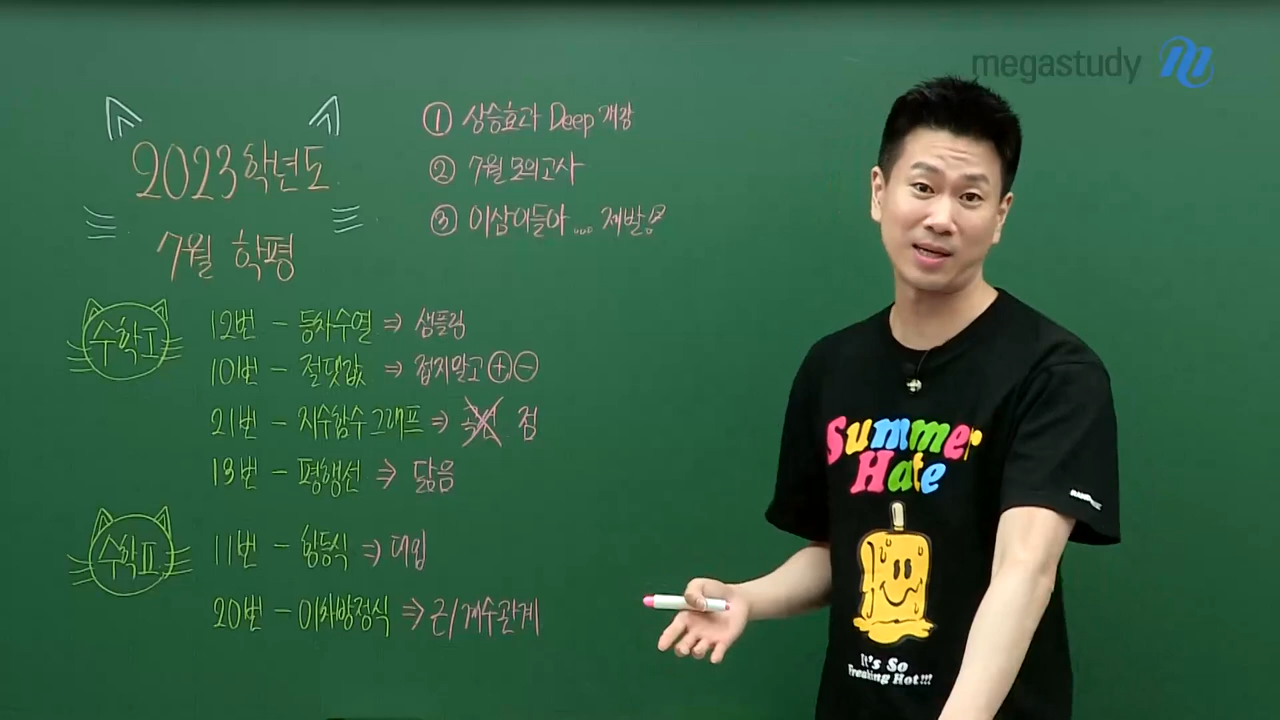 megastudy
2023학년도
7월 학평
① 상승효과 Deep 개강
② 7월 모의고사
③ 이삼이들아 ... 제발
수학I
12번 - 등차수열 ⇒ 샘플링
10번 - 절댓값 ⇒ 접지말고 ⊕⊖
21번 - 지수함수 그래프 ⇒ 곡선 점
13번 - 평행선 ⇒ 닮음
수학II
11번 - 항등식 ⇒ 대입
20번 - 이차방정식 ⇒ 근/계수관계
Summer
Hate
It's So
Freaking Hot!!!